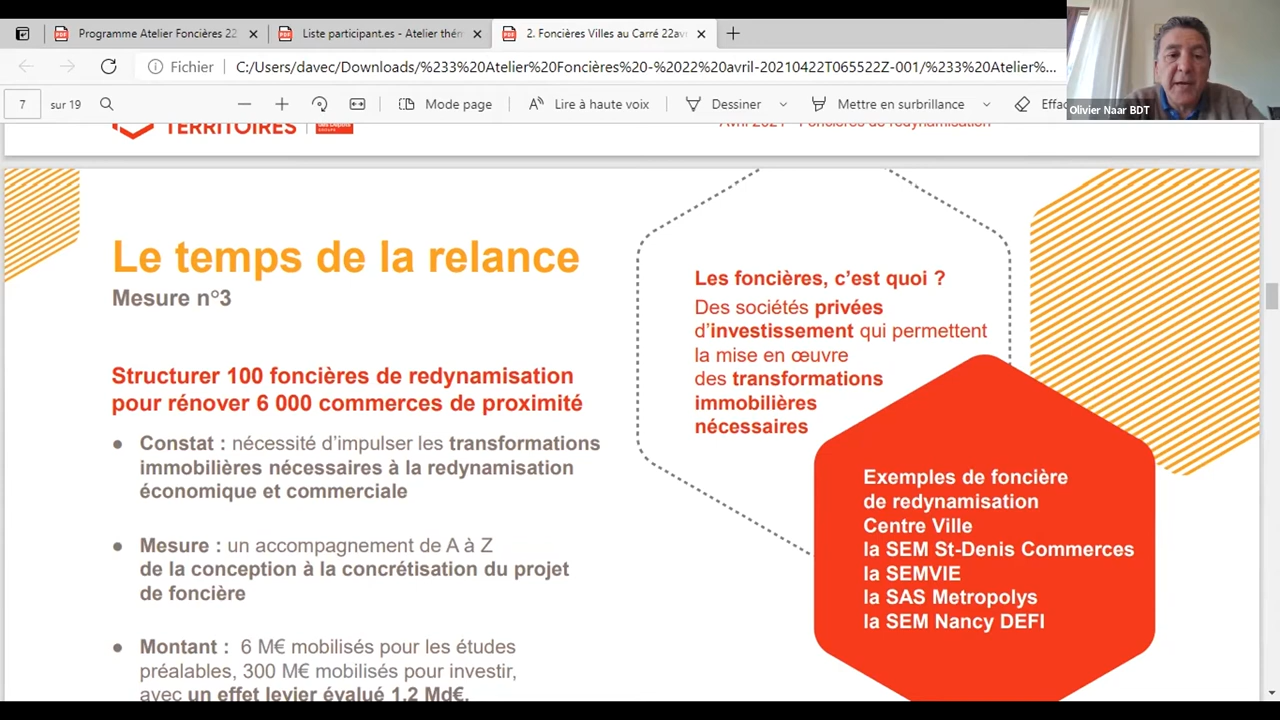 Programme Atelier Foncières 22
Liste participant.es - Atelier thém
2. Foncières Villes au Carré 22avr
Fichier
C:/Users/davec/Downloads/%233%20Atelier%20Foncières%20-%2022%20avril-20210422T065522Z-001/%233%20Atelier%...
7 sur 19
Mode page
Lire à haute voix
Dessiner
Mettre en surbrillance
Effac
Olivier Naar BDT
TERRITOIRES
Avril 2021 - Foncières de redynamisation
Le temps de la relance
Mesure n°3
Structurer 100 foncières de redynamisation
pour rénover 6 000 commerces de proximité
● Constat : nécessité d’impulser les transformations
immobilières nécessaires à la redynamisation
économique et commerciale
● Mesure : un accompagnement de A à Z
de la conception à la concrétisation du projet
de foncière
● Montant : 6 M€ mobilisés pour les études
préalables, 300 M€ mobilisés pour investir,
avec un effet levier évalué 1,2 Md€.
Les foncières, c’est quoi ?
Des sociétés privées
d’investissement qui permettent
la mise en œuvre
des transformations
immobilières
nécessaires
Exemples de foncière
de redynamisation
Centre Ville
la SEM St-Denis Commerces
la SEMVIE
la SAS Metropolys
la SEM Nancy DEFI